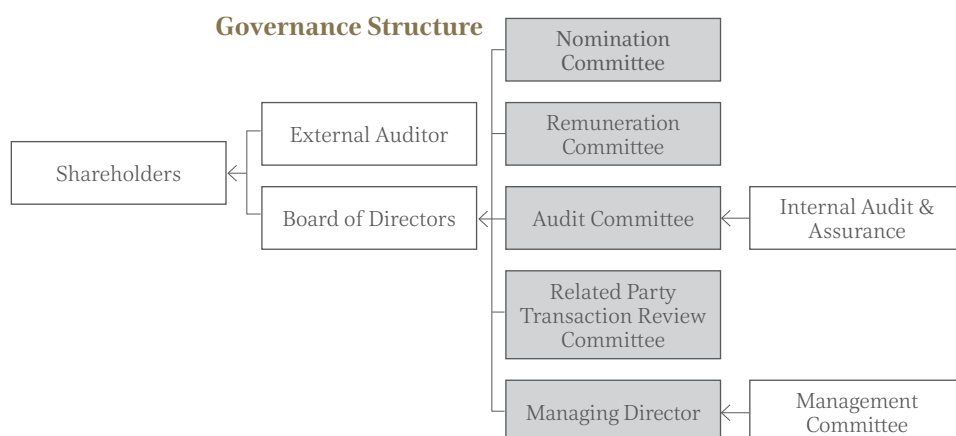 Governance Structure
Nomination
Committee
Remuneration
Committee
External Auditor
Shareholders
Board of Directors
Audit Committee
Internal Audit &
Assurance
Related Party
Transaction Review
Committee
Managing Director
Management
Committee